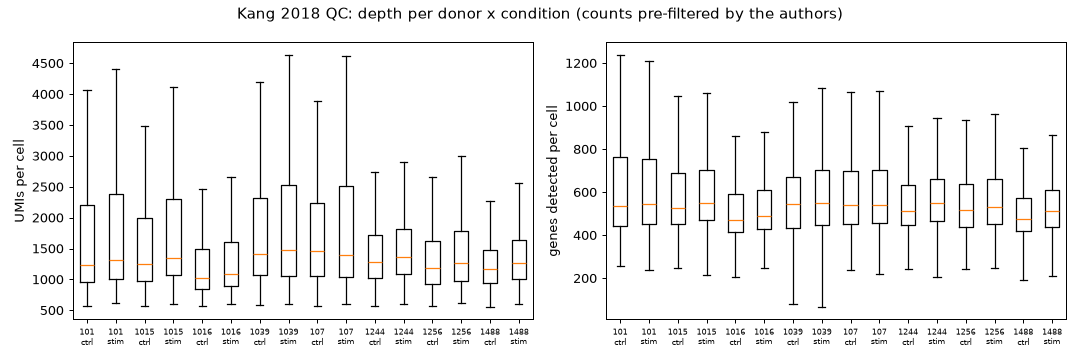 Kang 2018 QC: depth per donor x condition (counts pre-filtered by the authors)
UMIs per cell
4500
4000
3500
3000
2500
2000
1500
1000
500
101 101 1015 1015 1016 1016 1039 1039 107 107 1244 1244 1256 1256 1488 1488
ctrl stim ctrl stim ctrl stim ctrl stim ctrl stim ctrl stim ctrl stim ctrl stim
genes detected per cell
1200
1000
800
600
400
200
101 101 1015 1015 1016 1016 1039 1039 107 107 1244 1244 1256 1256 1488 1488
ctrl stim ctrl stim ctrl stim ctrl stim ctrl stim ctrl stim ctrl stim ctrl stim